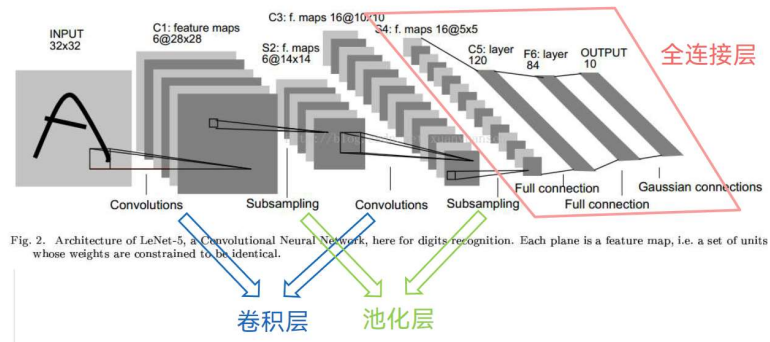 INPUT
32x32
C1: feature maps
6@28x28
C3: f. maps 16@10x10
S2: f. maps
6@14x14
S4: f. maps 16@5x5
C5: layer
120
F6: layer
84
OUTPUT
10
全连接层
Convolutions
Subsampling
Convolutions
Subsampling
Full connection
Full connection
Gaussian connections
Fig. 2. Architecture of LeNet-5, a Convolutional Neural Network, here for digits recognition. Each plane is a feature map, i.e. a set of units
whose weights are constrained to be identical.
卷积层
池化层